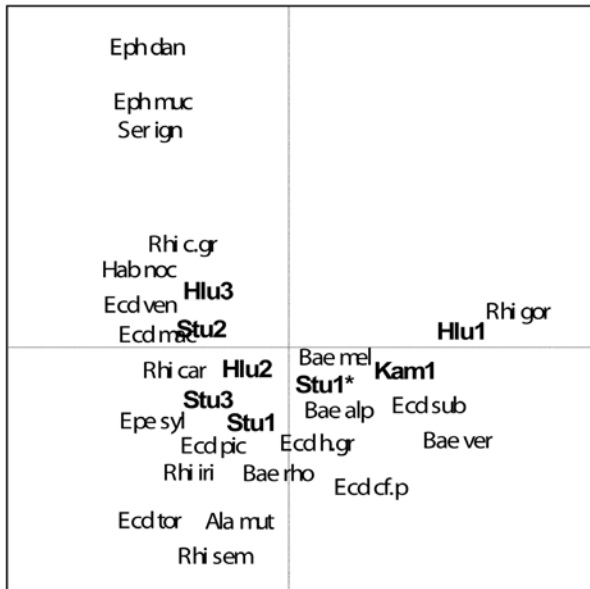 Eph dan
Eph muc
Ser ign
Rhi c.gr
Hab noc
Hlu3
Ecd ven
Rhi gor
Stu2
Hlu1
Ecd mac
Bae mel
Rhi car
Hlu2
Kam1
Stu1*
Stu3
Bae alp
Ecd sub
Epe syl
Stu1
Ecd pic
Ecd h.gr
Bae ver
Rhi iri
Bae rho
Ecd cf.p
Ecd tor
Ala mut
Rhi sem